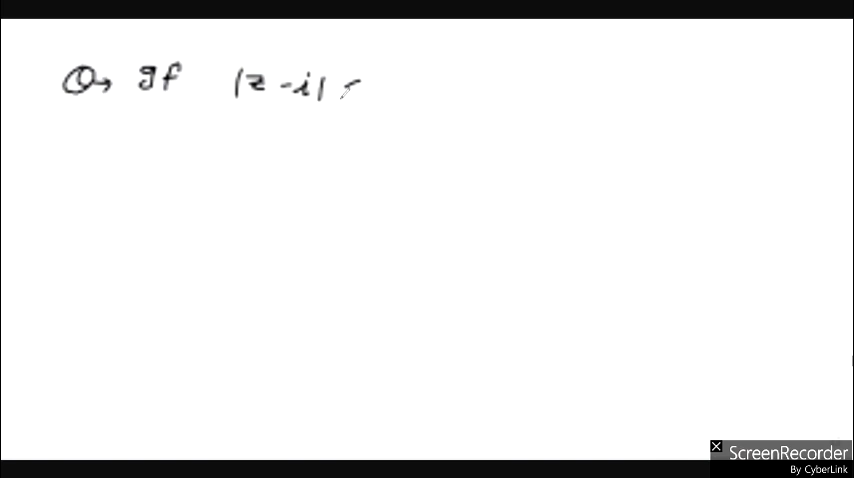 Q→ If |z - i|
ScreenRecorder
By CyberLink